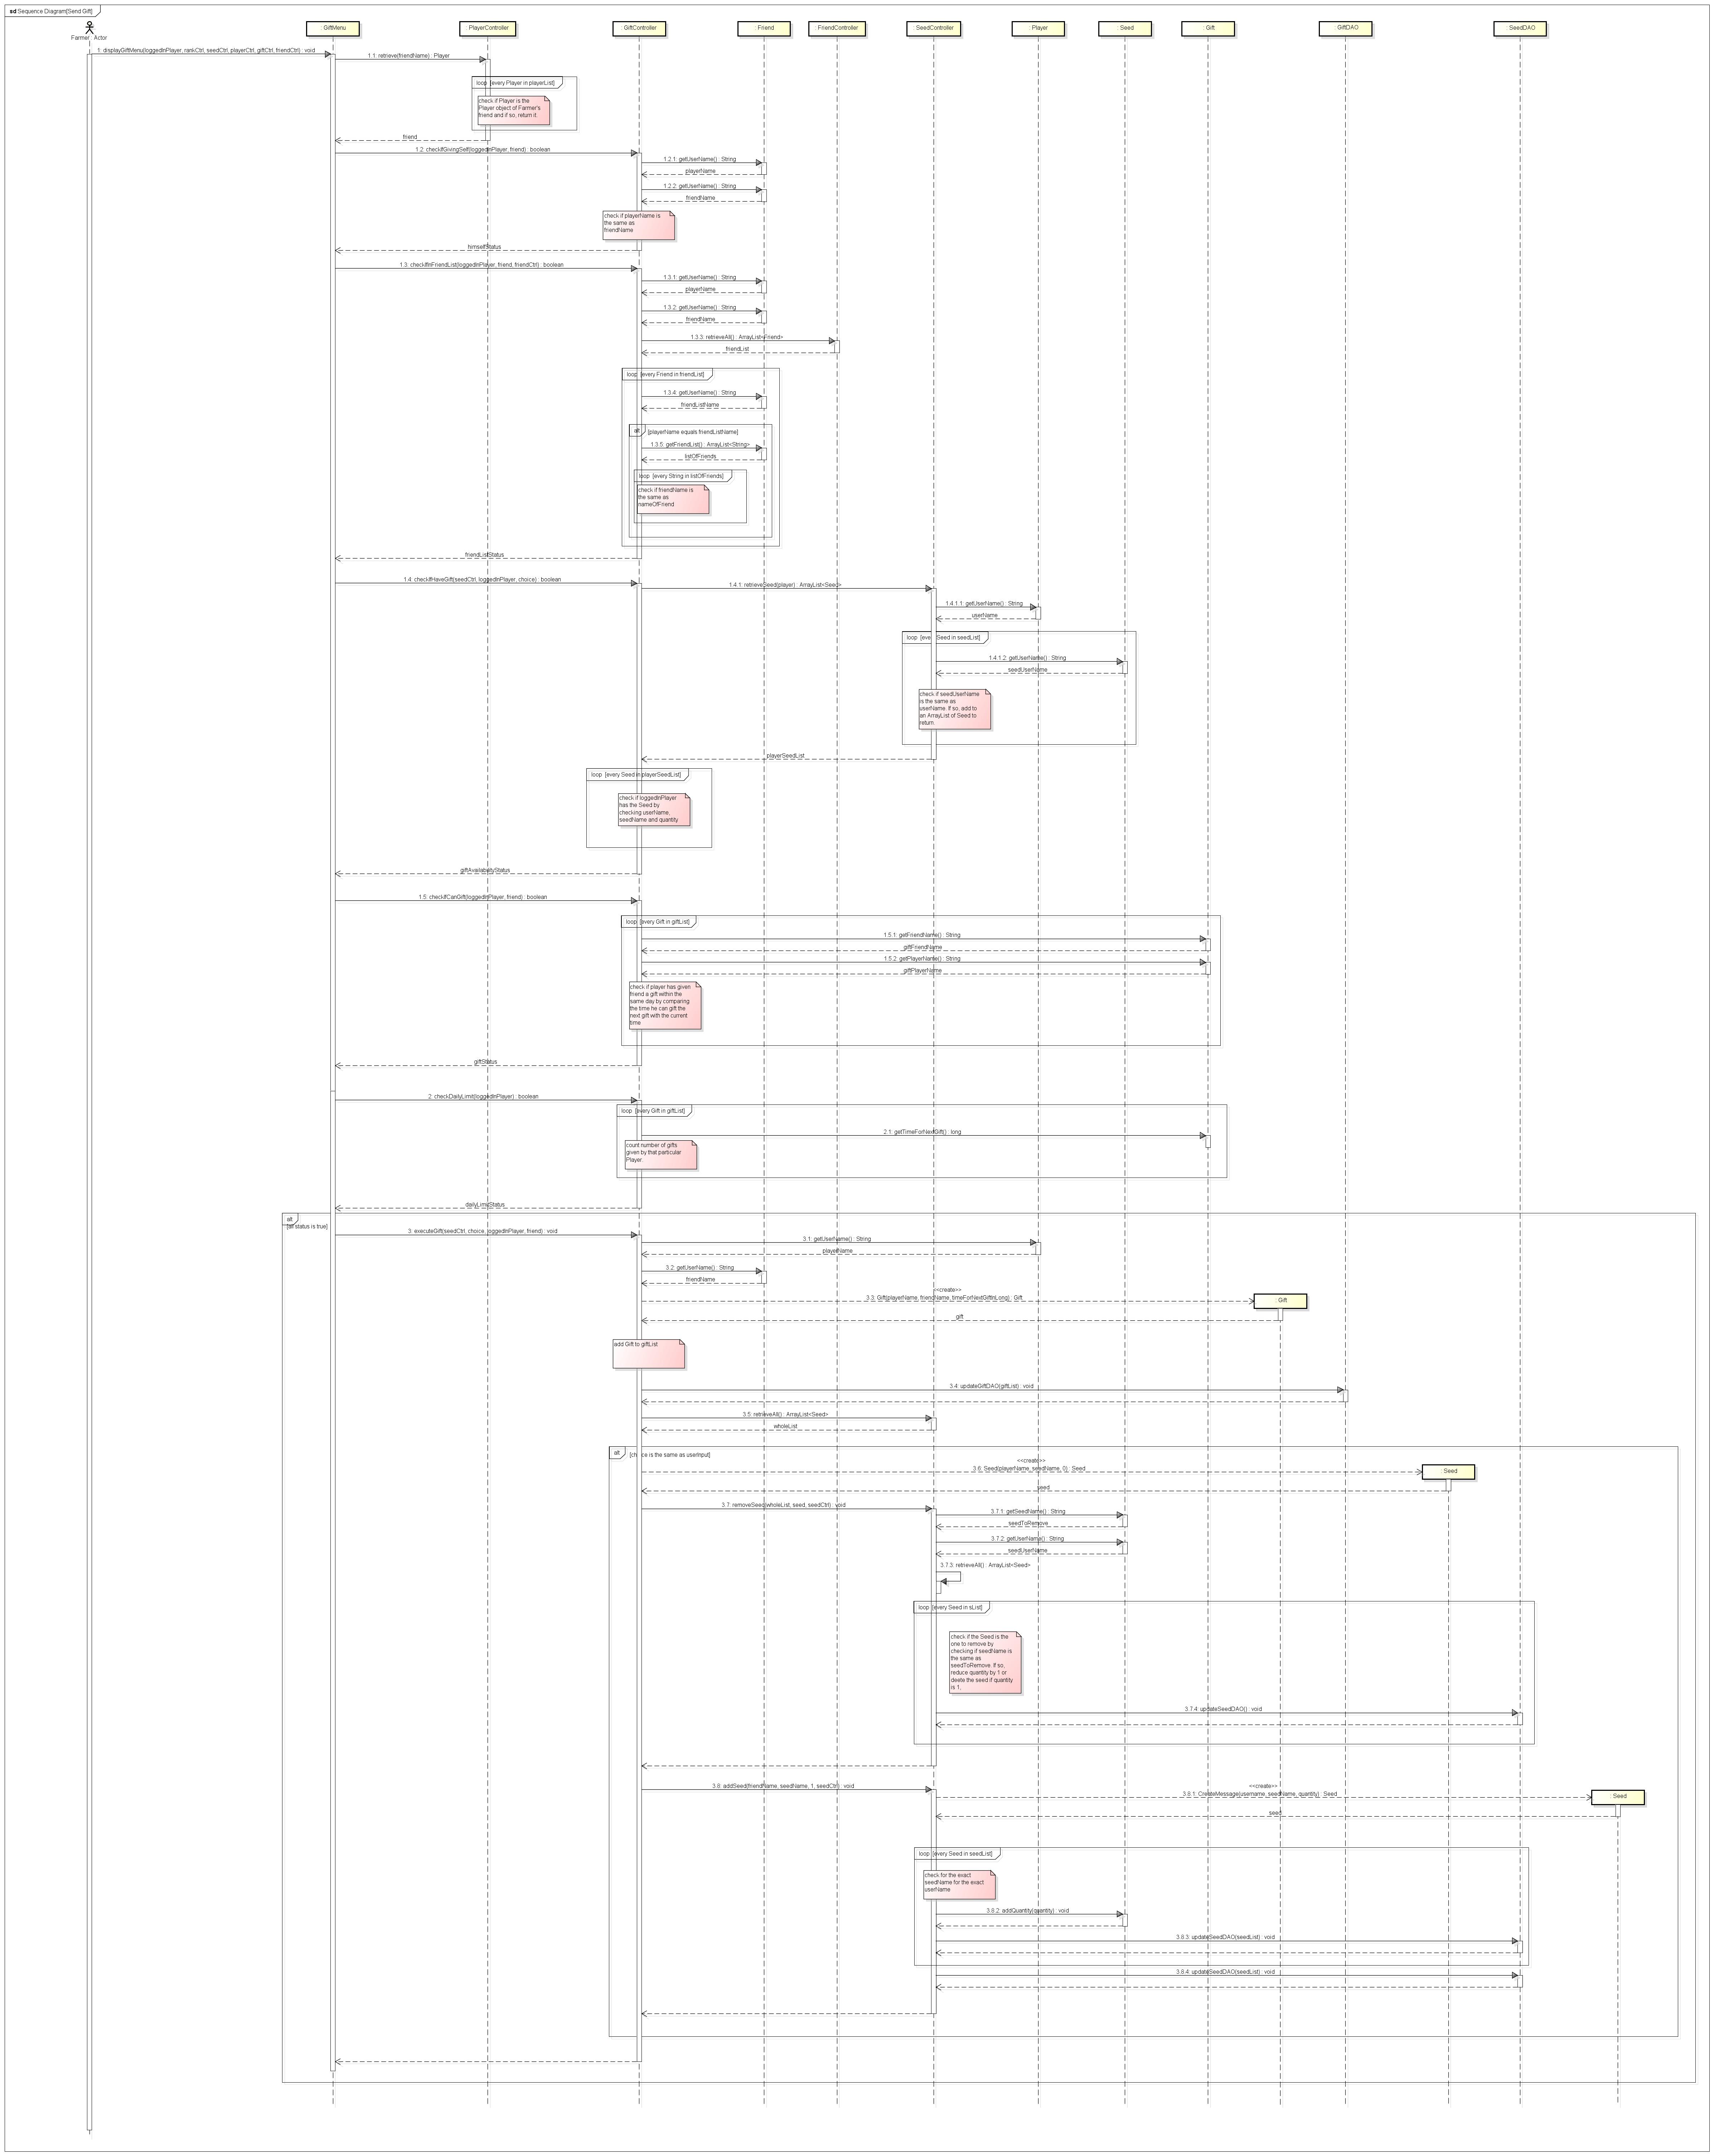 sd Sequence Diagram[Send Gift]
Farmer : Actor
: GiftMenu
: PlayerController
: GiftController
: Friend
: FriendController
: SeedController
: Player
: Seed
: Gift
: GiftDAO
: SeedDAO
1: displayGiftMenu(loggedInPlayer, rankCtrl, seedCtrl, playerCtrl, giftCtrl, friendCtrl) : void
1.1: retrieve(friendName) : Player
loop [every Player in playerList]
check if Player is the
Player object of Farmer's
friend and if so, return it.
friend
1.2: checkIfGivingSelf(loggedInPlayer, friend) : boolean
1.2.1: getUserName() : String
playerName
1.2.2: getUserName() : String
friendName
check if playerName is
the same as
friendName
himselfStatus
1.3: checkIfInFriendList(loggedInPlayer, friend, friendCtrl) : boolean
1.3.1: getUserName() : String
playerName
1.3.2: getUserName() : String
friendName
1.3.3: retrieveAll() : ArrayList<Friend>
friendList
loop [every Friend in friendList]
1.3.4: getUserName() : String
friendListName
alt [playerName equals friendListName]
1.3.5: getFriendList() : ArrayList<String>
listOfFriends
loop [every String in listOfFriends]
check if friendName is
the same as
nameOfFriend
friendListStatus
1.4: checkIfHaveGift(seedCtrl, loggedInPlayer, choice) : boolean
1.4.1: retrieveSeed(player) : ArrayList<Seed>
1.4.1.1: getUserName() : String
userName
loop [every Seed in seedList]
1.4.1.2: getUserName() : String
seedUserName
check if seedUserName
is the same as
userName. If so, add to
an ArrayList of Seed to
return
playerSeedList
loop [every Seed in playerSeedList]
check if loggedInPlayer
has the Seed by
checking userName,
seedName and quantity
giftAvailabalityStatus
1.5: checkIfCanGift(loggedInPlayer, friend) : boolean
loop [every Gift in giftList]
1.5.1: getFriendName() : String
giftFriendName
1.5.2: getPlayerName() : String
giftPlayerName
check if player has given
friend a gift within the
same day by comparing
the time he can gift the
next gift with the current
time
giftStatus
2: checkDailyLimit(loggedInPlayer) : boolean
loop [every Gift in giftList]
2.1: getTimeForNextGift() : long
count number of gifts
given by that particular
Player
dailyLimitStatus
alt
[all status is true]
3: executeGift(seedCtrl, choice, loggedInPlayer, friend) : void
3.1: getUserName() : String
playerName
3.2: getUserName() : String
friendName
<<create>>
3.3: Gift(playerName, friendName, timeForNextGiftInLong) : Gift
: Gift
gift
add Gift to giftList
3.4: updateGiftDAO(giftList) : void
3.5: retrieveAll() : ArrayList<Seed>
wholeList
alt [choice is the same as userInput]
<<create>>
3.6: Seed(playerName, seedName, 0) : Seed
: Seed
seed
3.7: removeSeed(wholeList, seed, seedCtrl) : void
3.7.1: getSeedName() : String
seedToRemove
3.7.2: getUserName() : String
seedUserName
3.7.3: retrieveAll() : ArrayList<Seed>
loop [every Seed in sList]
check if the Seed is the
one to remove by
checking if seedName is
the same as
seedToRemove. If so,
reduce quantity by 1 or
deete the seed if quantity
is 1;
3.7.4: updateSeedDAO() : void
3.8: addSeed(friendName, seedName, 1, seedCtrl) : void
<<create>>
3.8.1: CreateMessage(username, seedName, quantity) : Seed
: Seed
seed
loop [every Seed in seedList]
check for the exact
seedName for the exact
userName
3.8.2: addQuantity(quantity) : void
3.8.3: updateSeedDAO(seedList) : void
3.8.4: updateSeedDAO(seedList) : void